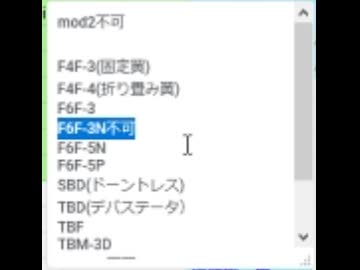 mod2不可
F4F-3(固定翼)
F4F-4(折り畳み翼)
F6F-3
F6F-3N不可
F6F-5N
F6F-5P
SBD(ドーントレス)
TBD(デバステータ)
TBF
TBM-3D